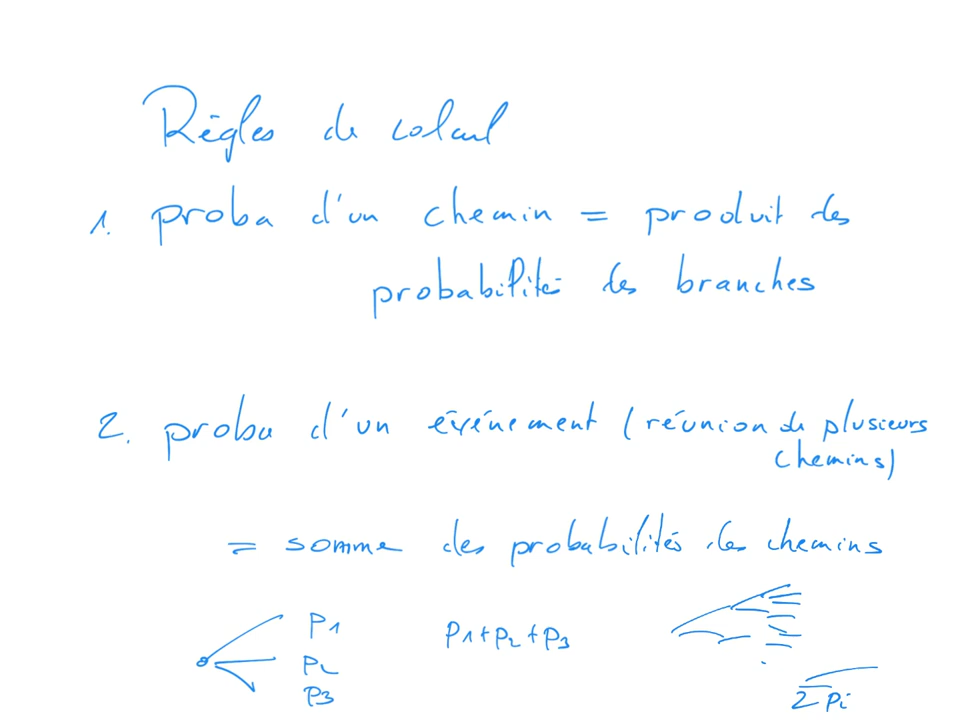 Règles de calcul
1. proba d'un chemin = produit des
probabilités des branches
2. proba d'un événement (réunion de plusieurs
chemins)
= somme des probabilités des chemins
p1
p2
p3
p1+p2+p3
Σ pi